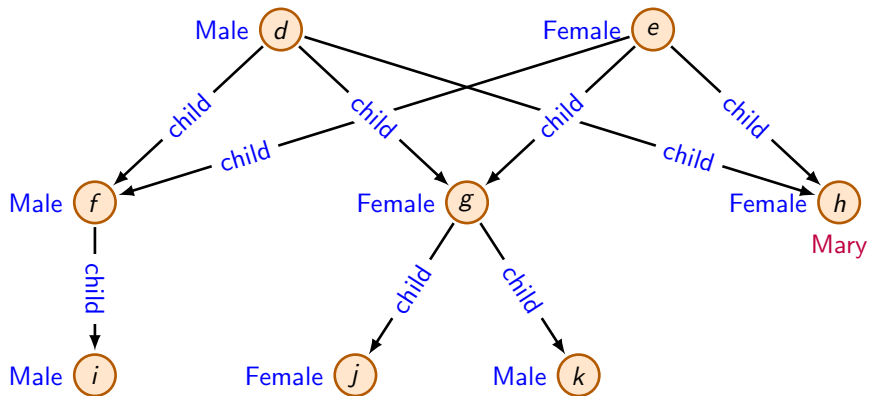 Male d Female e
child child child child
child child
Male f Female g Female h
Mary
child child child
Male i Female j Male k